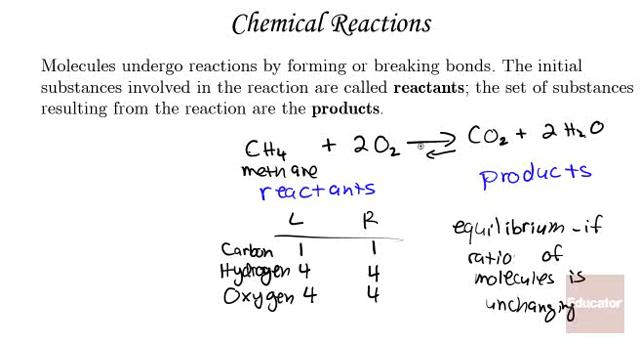 Chemical Reactions
Molecules undergo reactions by forming or breaking bonds. The initial
substances involved in the reaction are called reactants; the set of substances
resulting from the reaction are the products.
CH₄ + 2O₂ ⇌ CO₂ + 2H₂O
methane
reactants
products
L R
Carbon 1 1
Hydrogen 4 4
Oxygen 4 4
equilibrium - if
ratio of
molecules is
unchanging
Educator